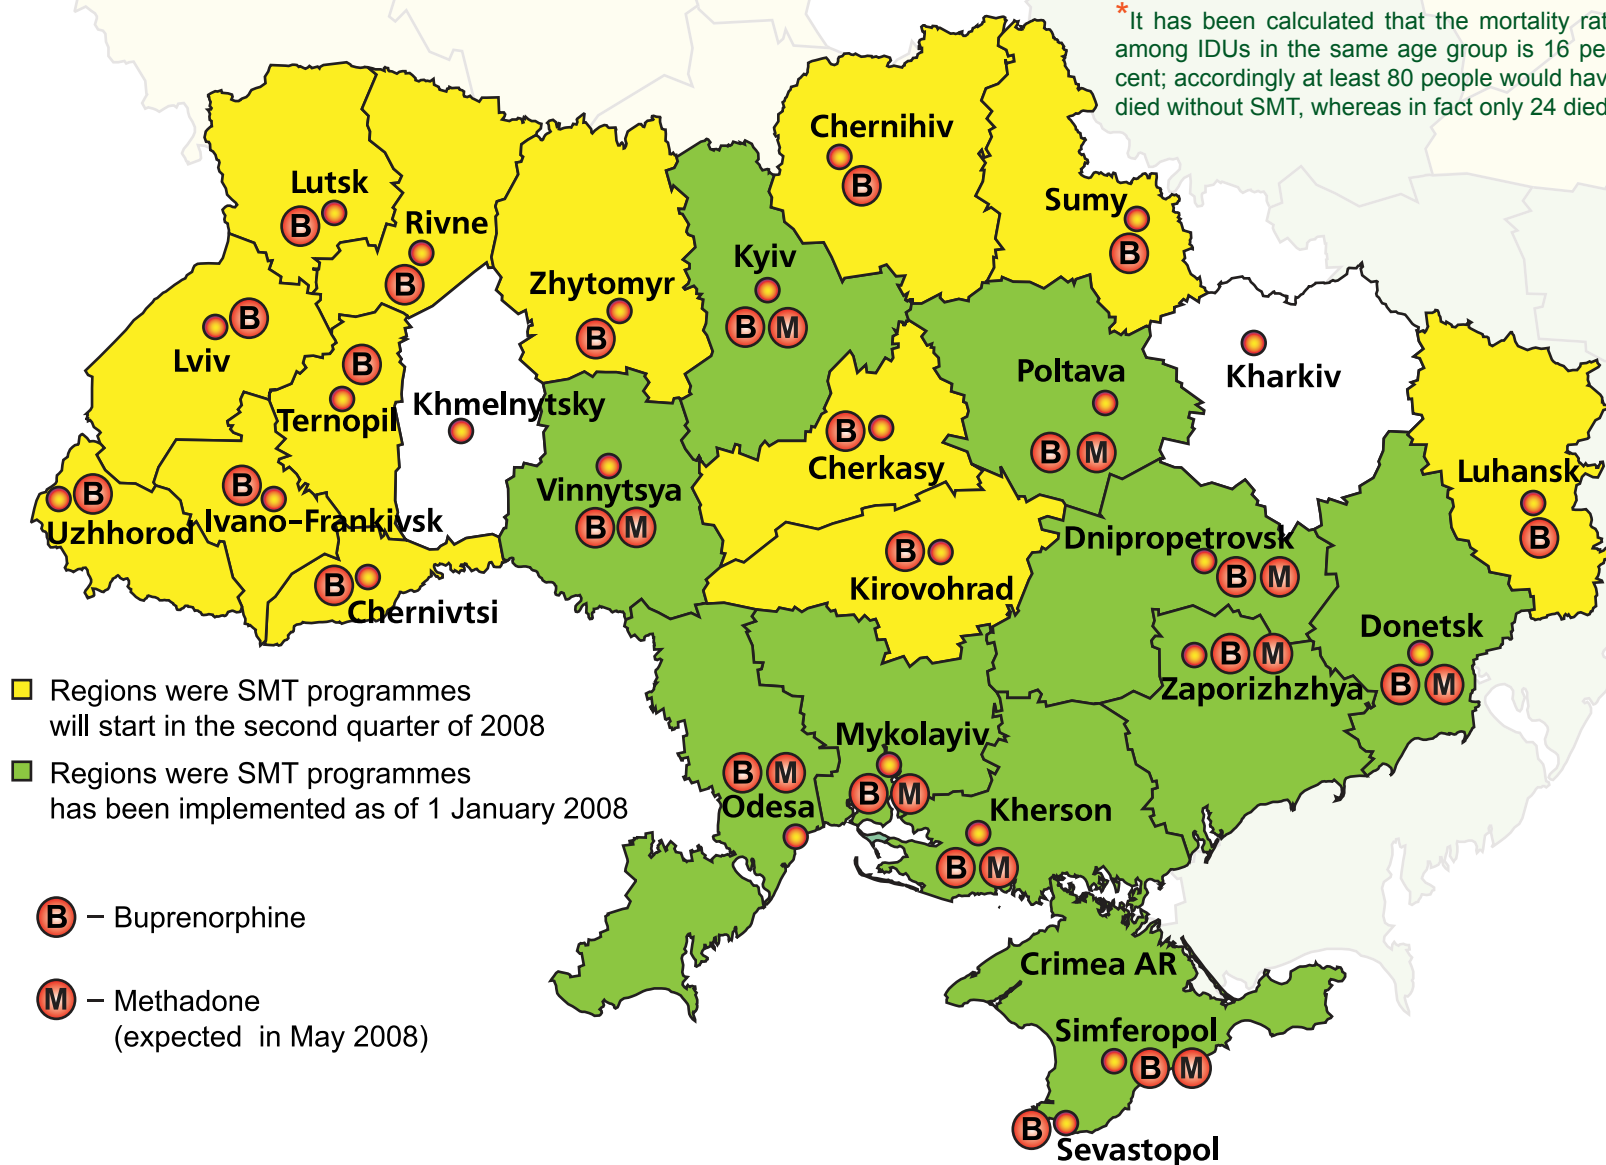 *It has been calculated that the mortality rat
among IDUs in the same age group is 16 pe
cent; accordingly at least 80 people would hav
died without SMT, whereas in fact only 24 died
Chernihiv
B
Lutsk
B
Rivne
B
Sumy
B
Kyiv
B M
Zhytomyr
B
B
Lviv
B
Ternopil
Khmelnytsky
Poltava
B M
Kharkiv
B
Cherkasy
Luhansk
B
Vinnytsya
B M
B
Uzhhorod
B
Ivano-Frankivsk
Dnipropetrovsk
B M
B
Kirovohrad
B
Chernivtsi
Donetsk
B M
B M
Zaporizhzhya
Regions were SMT programmes
will start in the second quarter of 2008
Regions were SMT programmes
has been implemented as of 1 January 2008
Mykolayiv
B M
B M
Odesa
Kherson
B M
B – Buprenorphine
M – Methadone
(expected in May 2008)
Crimea AR
Simferopol
B M
B
Sevastopol